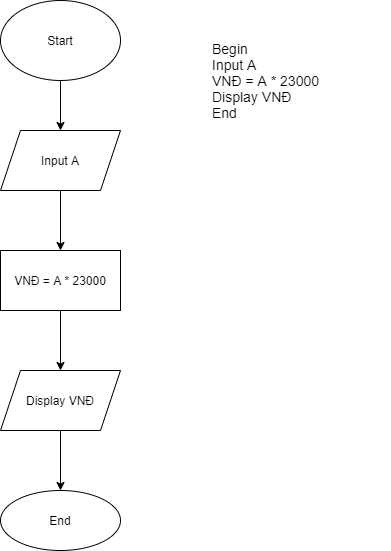 Start
Input A
VNĐ = A * 23000
Display VNĐ
End
Begin
Input A
VNĐ = A * 23000
Display VNĐ
End